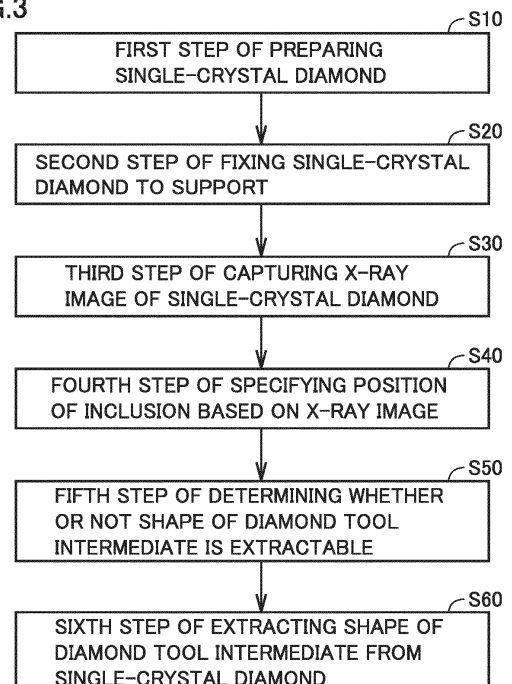 S10
FIRST STEP OF PREPARING
SINGLE-CRYSTAL DIAMOND
S20
SECOND STEP OF FIXING SINGLE-CRYSTAL
DIAMOND TO SUPPORT
S30
THIRD STEP OF CAPTURING X-RAY
IMAGE OF SINGLE-CRYSTAL DIAMOND
S40
FOURTH STEP OF SPECIFYING POSITION
OF INCLUSION BASED ON X-RAY IMAGE
S50
FIFTH STEP OF DETERMINING WHETHER
OR NOT SHAPE OF DIAMOND TOOL
INTERMEDIATE IS EXTRACTABLE
S60
SIXTH STEP OF EXTRACTING SHAPE OF
DIAMOND TOOL INTERMEDIATE FROM
SINGLE-CRYSTAL DIAMOND